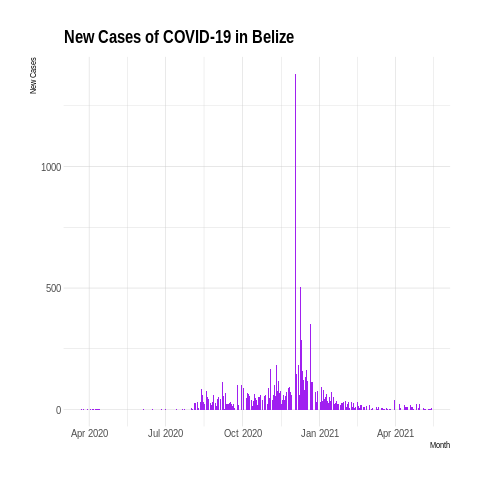 New Cases of COVID-19 in Belize
New Cases
1000
500
0
Apr 2020 Jul 2020 Oct 2020 Jan 2021 Apr 2021
Month